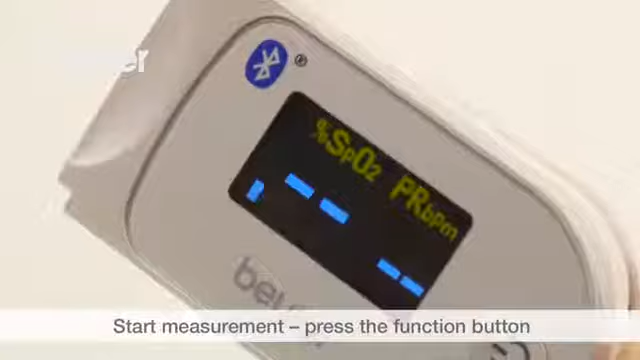 ®
%SpO2 PRbpm
-- --
Start measurement – press the function button